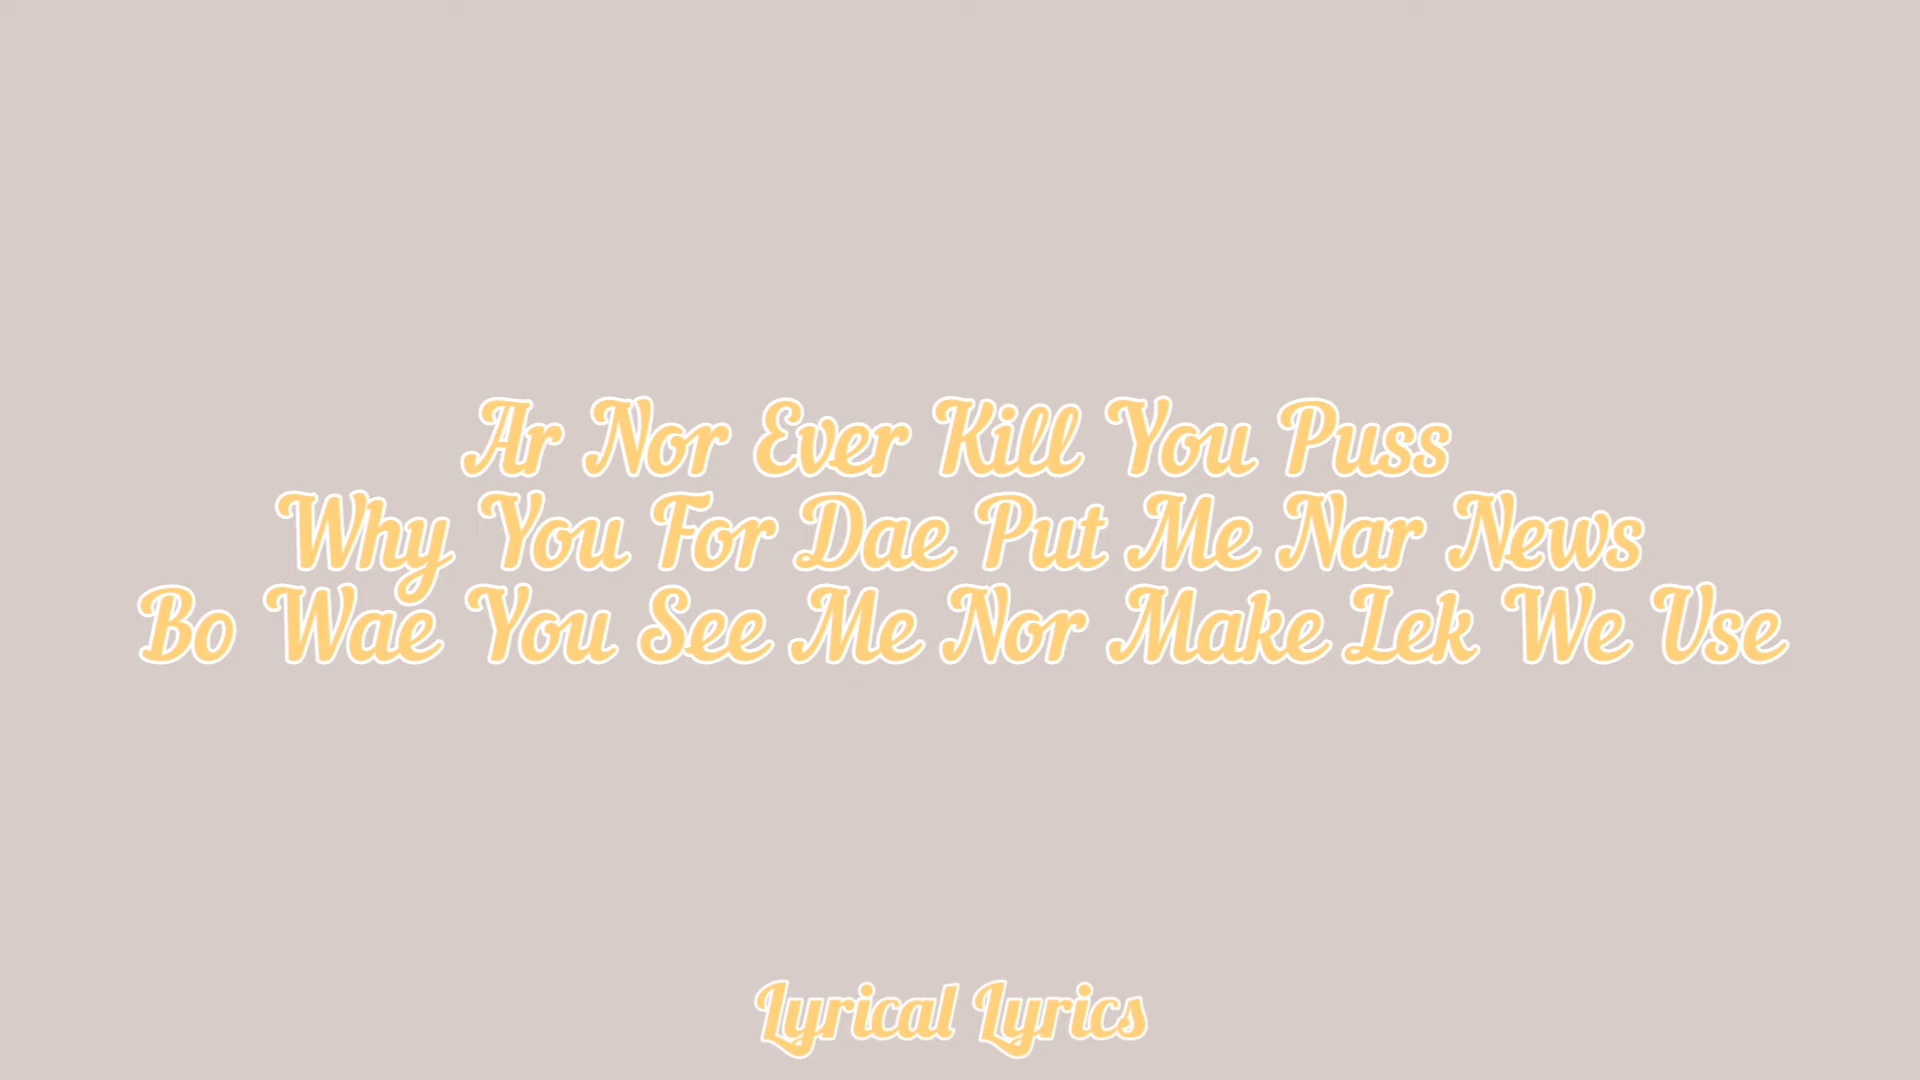 Ar Nor Ever Kill You Puss
Why You For Dae Put Me Nar News
Bo Wae You See Me Nor Make Lek We Use
Lyrical Lyrics